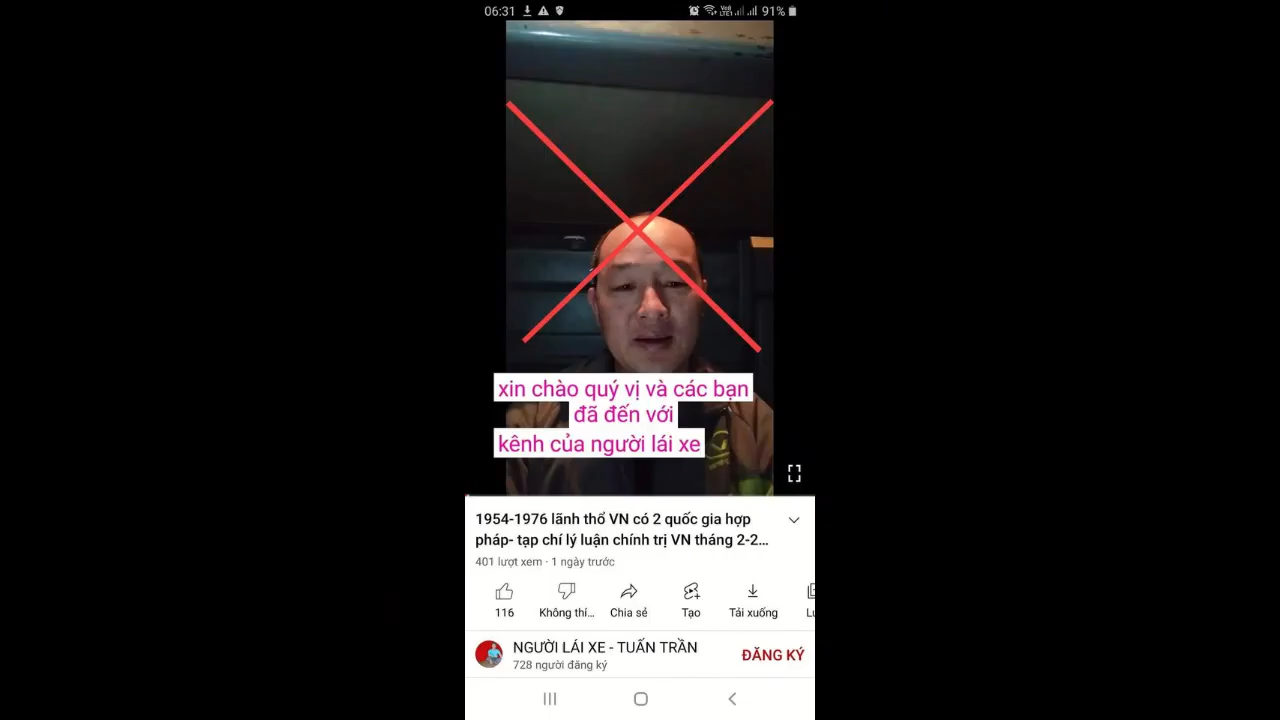 06:31
Vo))
LTE1
91%
xin chào quý vị và các bạn
đã đến với
kênh của người lái xe
1954-1976 lãnh thổ VN có 2 quốc gia hợp
pháp- tạp chí lý luận chính trị VN tháng 2-2...
401 lượt xem · 1 ngày trước
116
Không thí...
Chia sẻ
Tạo
Tải xuống
NGƯỜI LÁI XE - TUẤN TRẦN
728 người đăng ký
ĐĂNG KÝ